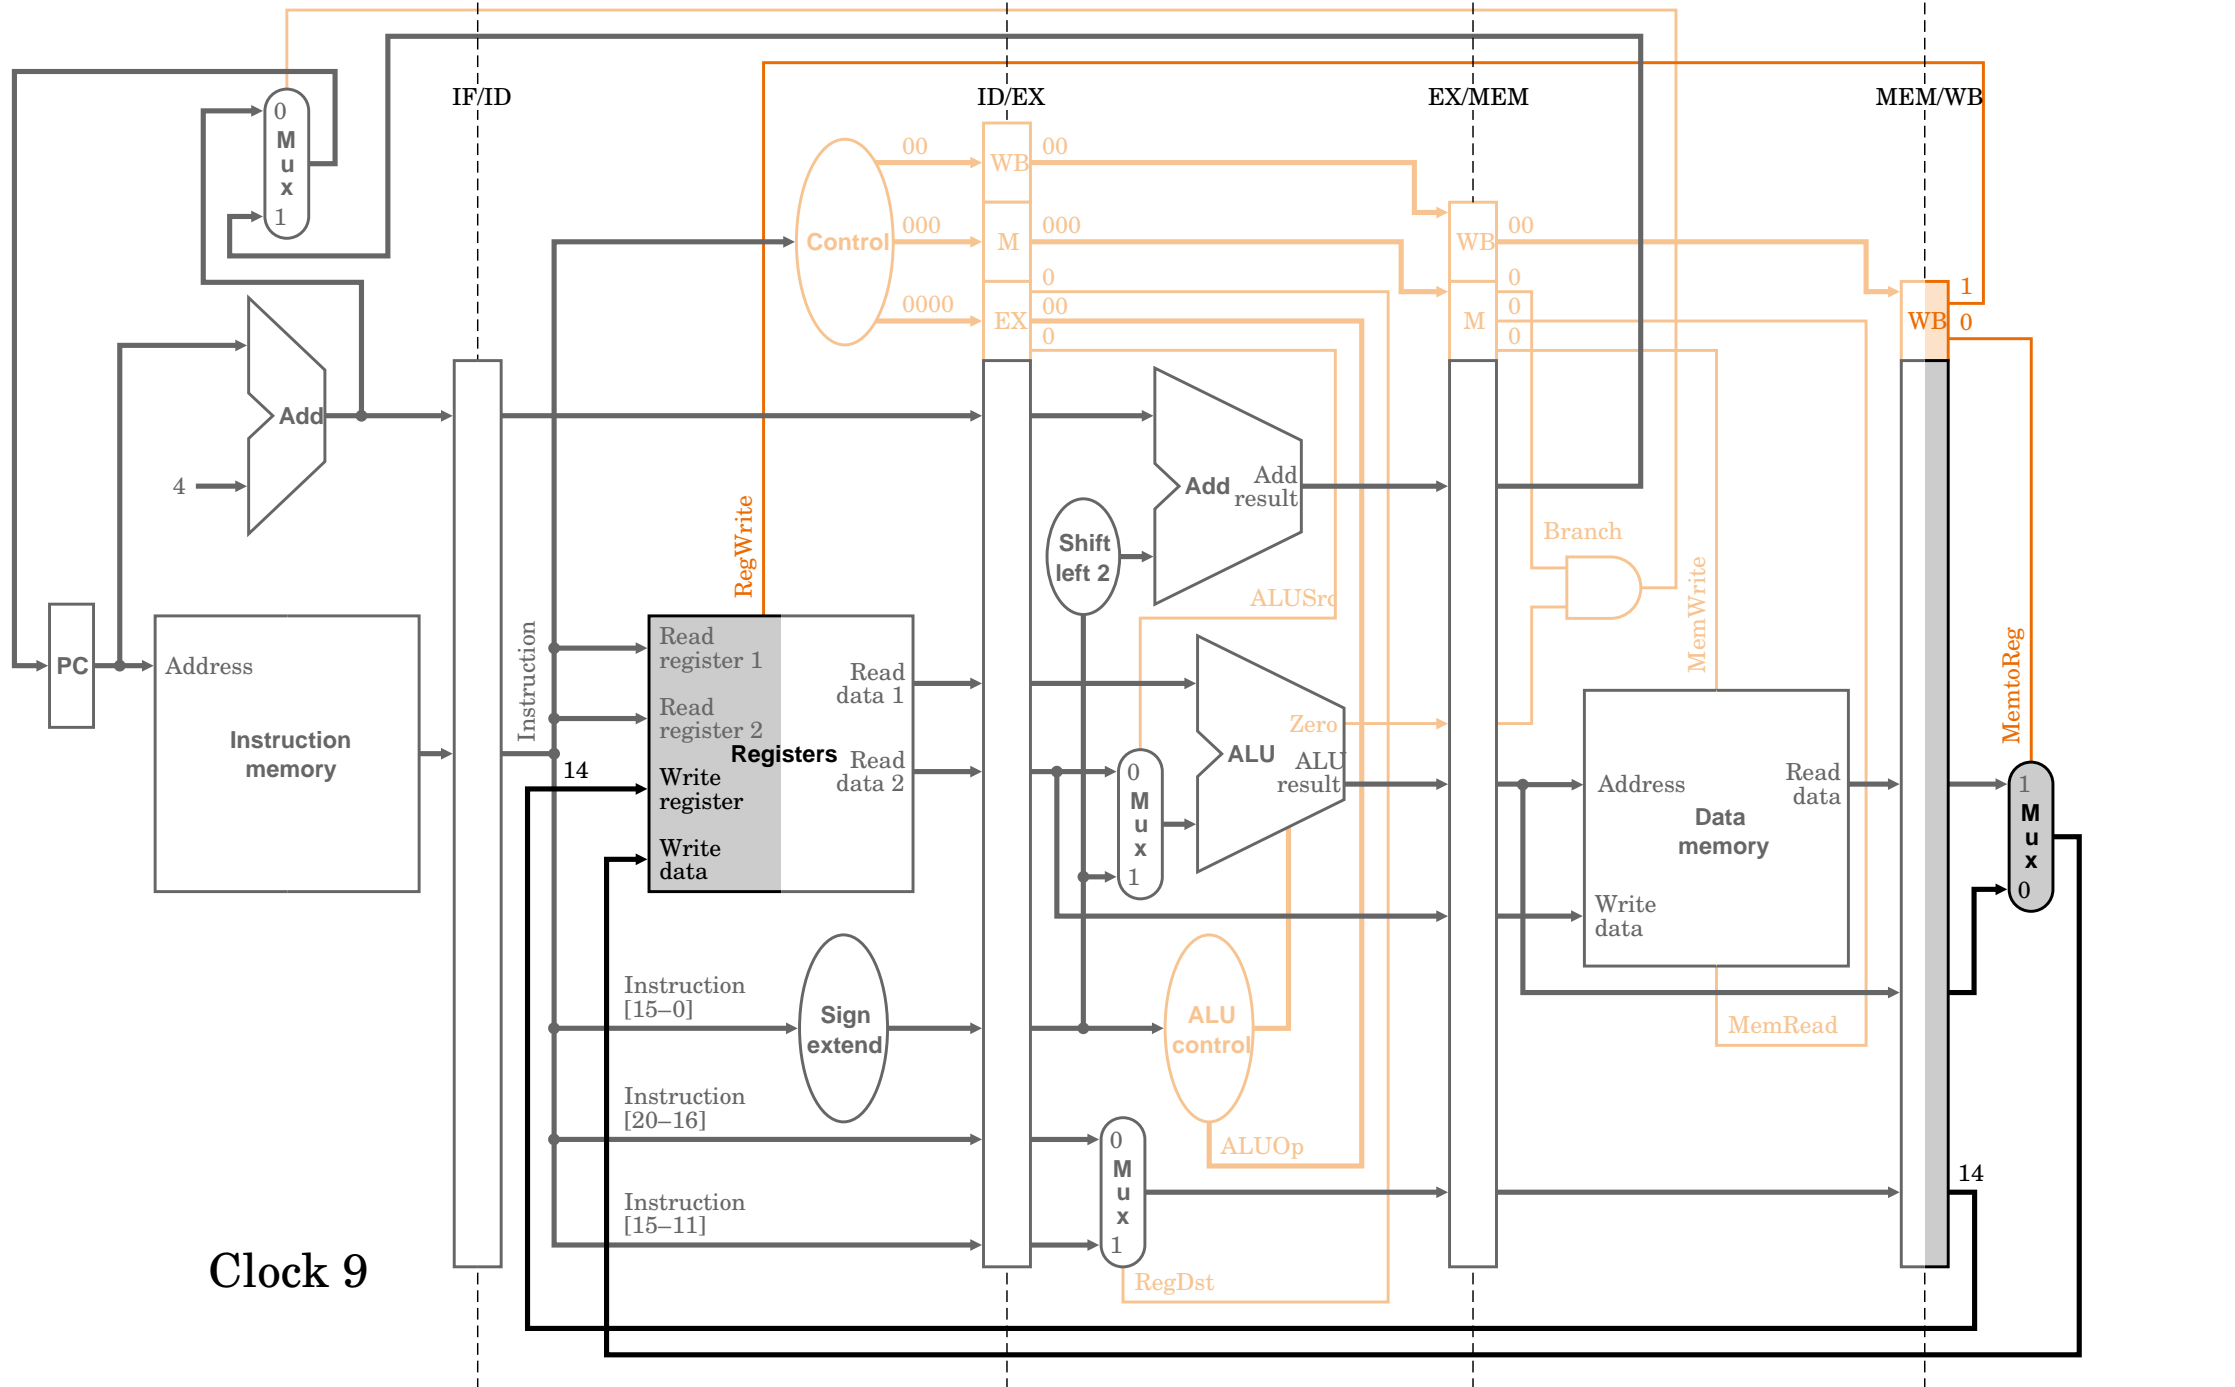 IF/ID
ID/EX
EX/MEM
MEM/WB
0
M
u
x
1
00
WB
00
Control
000
M
000
0000
EX
0
00
0
WB
00
M
0
0
0
WB
1
0
Add
4
Add
Add
result
Shift
left 2
RegWrite
Branch
ALUSrc
MemWrite
MemtoReg
PC
Address
Instruction
memory
Instruction
Read
register 1
Read
register 2
Registers
Write
register
Write
data
14
Read
data 1
Read
data 2
0
M
u
x
1
Zero
ALU
ALU
result
Address
Read
data
Data
memory
Write
data
1
M
u
x
0
Instruction
[15–0]
Sign
extend
ALU
control
MemRead
Instruction
[20–16]
ALUOp
0
M
u
x
1
14
Instruction
[15–11]
RegDst
Clock 9